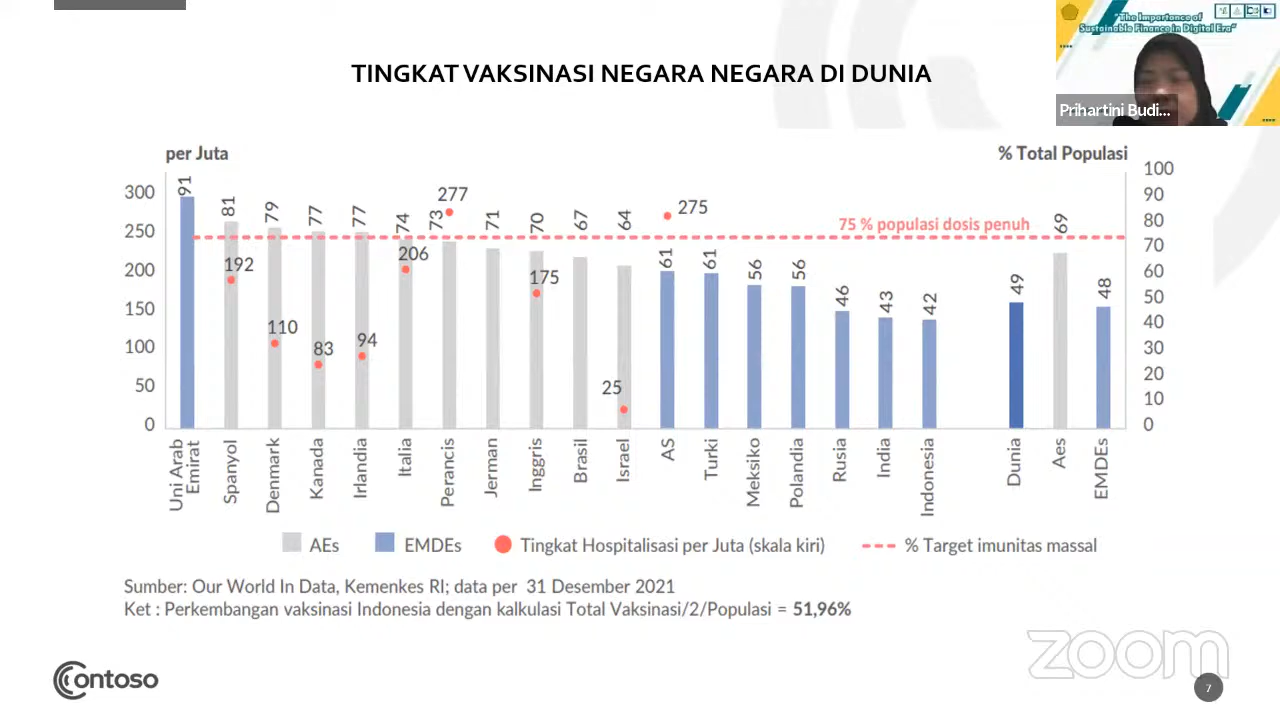 "The Importance of
Sustainable Finance in Digital Era"
Prihartini Budi...
TINGKAT VAKSINASI NEGARA NEGARA DI DUNIA
per Juta
% Total Populasi
300
250
200
150
100
50
0
100
90
80
70
60
50
40
30
20
10
0
91
81
79
77
77
74
73
71
70
67
64
61
61
56
56
46
43
42
49
69
48
192
110
83
94
206
277
175
25
275
75 % populasi dosis penuh
Uni Arab
Emirat
Spanyol
Denmark
Kanada
Irlandia
Italia
Perancis
Jerman
Inggris
Brasil
Israel
AS
Turki
Meksiko
Polandia
Rusia
India
Indonesia
Dunia
Aes
EMDEs
AEs
EMDEs
Tingkat Hospitalisasi per Juta (skala kiri)
% Target imunitas massal
Sumber: Our World In Data, Kemenkes RI; data per 31 Desember 2021
Ket : Perkembangan vaksinasi Indonesia dengan kalkulasi Total Vaksinasi/2/Populasi = 51,96%
zoom
Contoso
7